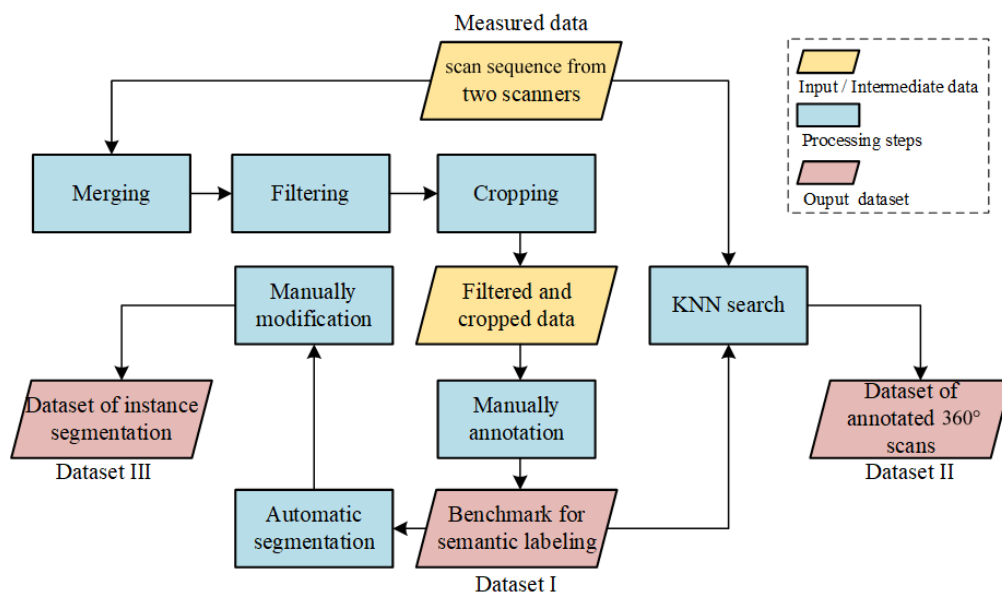 Measured data
scan sequence from
two scanners
Input / Intermediate data
Processing steps
Ouput dataset
Merging
Filtering
Cropping
Manually
modification
Filtered and
cropped data
KNN search
Dataset of instance
segmentation
Dataset III
Manually
annotation
Dataset of
annotated 360° 
scans
Dataset II
Automatic
segmentation
Benchmark for
semantic labeling
Dataset I